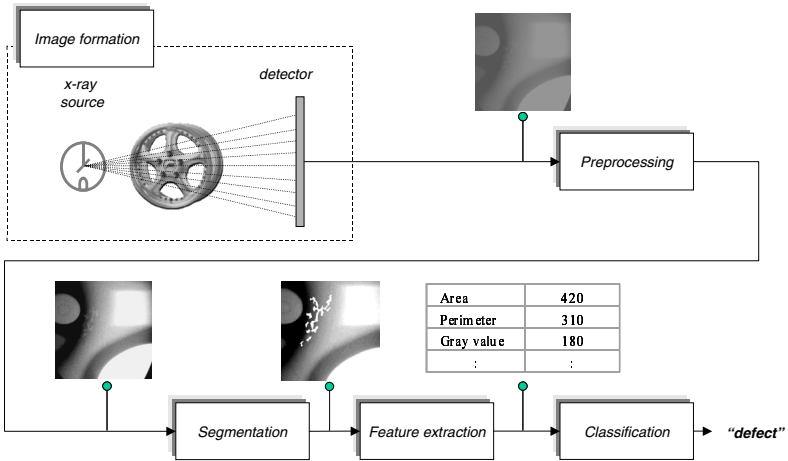 Image formation
x-ray
source
detector
Preprocessing
Area 420
Perimeter 310
Gray value 180
: :
Segmentation
Feature extraction
Classification
“defect”